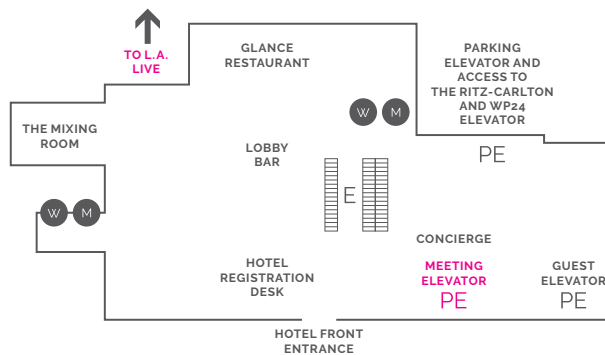 TO L.A.
LIVE
GLANCE
RESTAURANT
PARKING
ELEVATOR AND
ACCESS TO
THE RITZ-CARLTON
AND WP24
ELEVATOR
PE
W M
THE MIXING
ROOM
LOBBY
BAR
E
W M
CONCIERGE
HOTEL
REGISTRATION
DESK
MEETING
ELEVATOR
PE
GUEST
ELEVATOR
PE
HOTEL FRONT
ENTRANCE